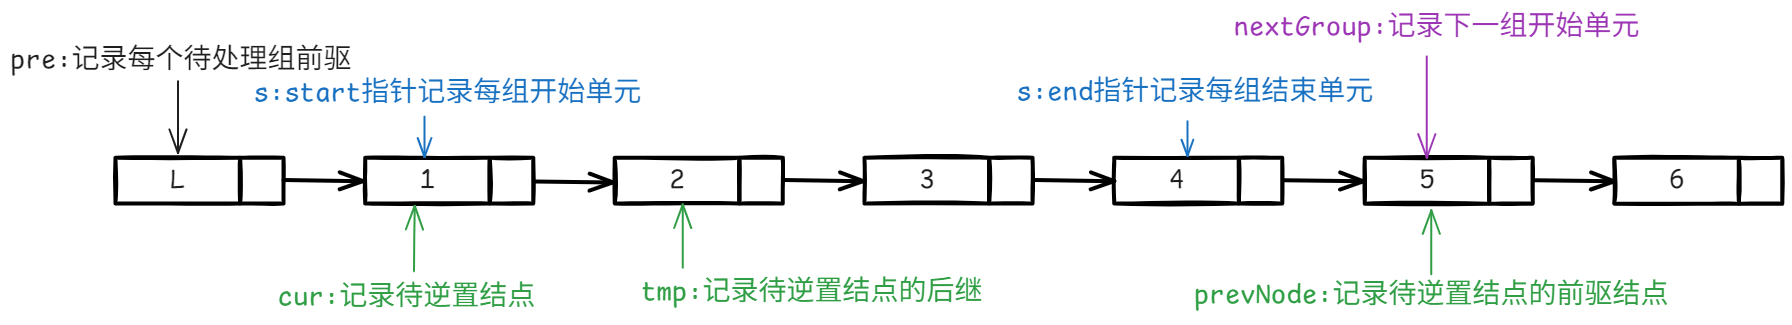 nextGroup:记录下一组开始单元
pre:记录每个待处理组前驱
s:start指针记录每组开始单元
s:end指针记录每组结束单元
L 1 2 3 4 5 6
cur:记录待逆置结点
tmp:记录待逆置结点的后继
prevNode:记录待逆置结点的前驱结点